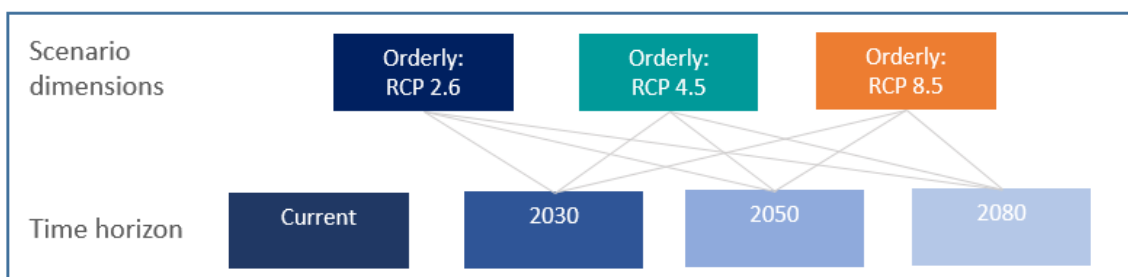 Scenario
dimensions
Orderly:
RCP 2.6
Orderly:
RCP 4.5
Orderly:
RCP 8.5
Time horizon
Current
2030
2050
2080